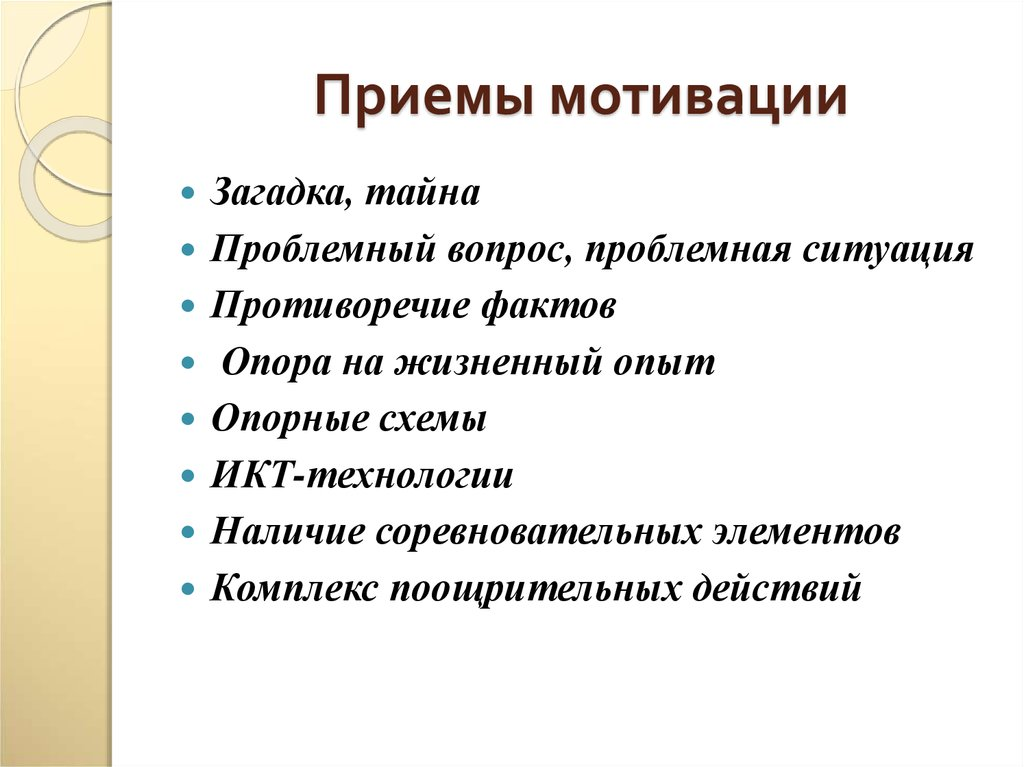 Приемы мотивации
• Загадка, тайна
• Проблемный вопрос, проблемная ситуация
• Противоречие фактов
• Опора на жизненный опыт
• Опорные схемы
• ИКТ-технологии
• Наличие соревновательных элементов
• Комплекс поощрительных действий